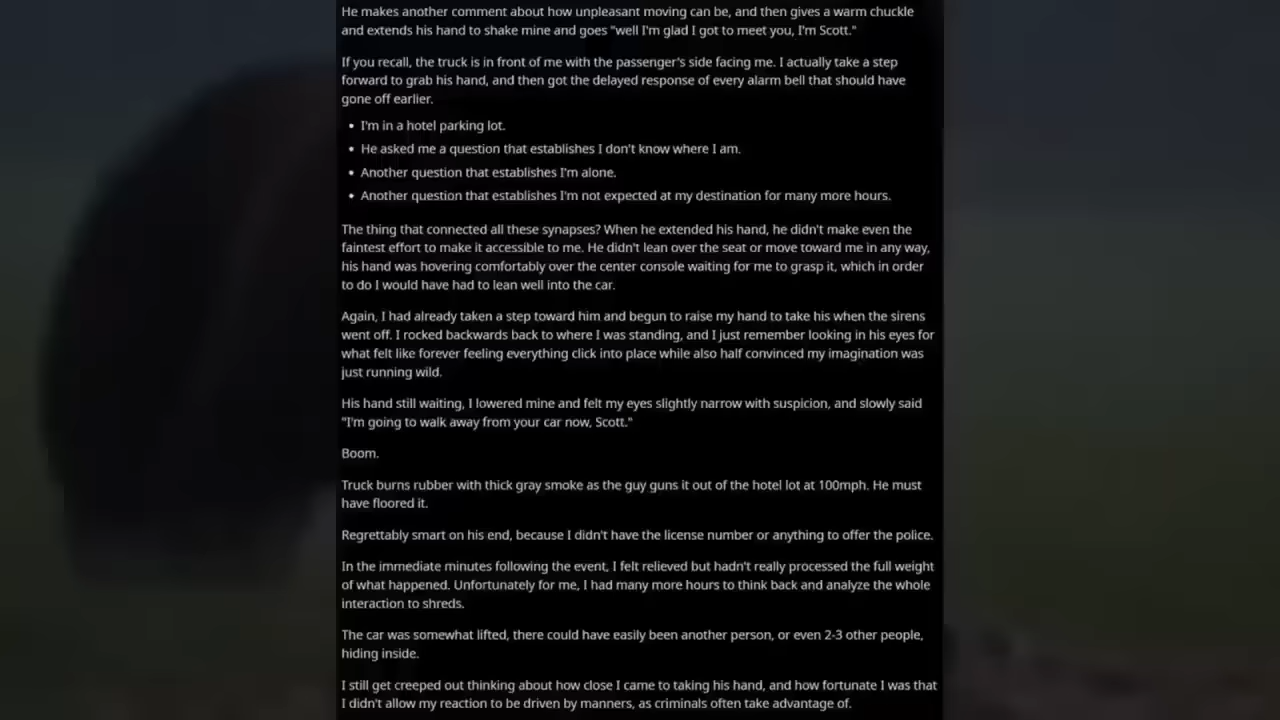 He makes another comment about how unpleasant moving can be, and then gives a warm chuckle
and extends his hand to shake mine and goes "well I'm glad I got to meet you, I'm Scott."
If you recall, the truck is in front of me with the passenger's side facing me. I actually take a step
forward to grab his hand, and then got the delayed response of every alarm bell that should have
gone off earlier.
• I'm in a hotel parking lot.
• He asked me a question that establishes I don't know where I am.
• Another question that establishes I'm alone.
• Another question that establishes I'm not expected at my destination for many more hours.
The thing that connected all these synapses? When he extended his hand, he didn't make even the
faintest effort to make it accessible to me. He didn't lean over the seat or move toward me in any way,
his hand was hovering comfortably over the center console waiting for me to grasp it, which in order
to do I would have had to lean well into the car.
Again, I had already taken a step toward him and begun to raise my hand to take his when the sirens
went off. I rocked backwards back to where I was standing, and I just remember looking in his eyes for
what felt like forever feeling everything click into place while also half convinced my imagination was
just running wild.
His hand still waiting, I lowered mine and felt my eyes slightly narrow with suspicion, and slowly said
"I'm going to walk away from your car now, Scott."
Boom.
Truck burns rubber with thick gray smoke as the guy guns it out of the hotel lot at 100mph. He must
have floored it.
Regrettably smart on his end, because I didn't have the license number or anything to offer the police.
In the immediate minutes following the event, I felt relieved but hadn't really processed the full weight
of what happened. Unfortunately for me, I had many more hours to think back and analyze the whole
interaction to shreds.
The car was somewhat lifted, there could have easily been another person, or even 2-3 other people,
hiding inside.
I still get creeped out thinking about how close I came to taking his hand, and how fortunate I was that
I didn't allow my reaction to be driven by manners, as criminals often take advantage of.